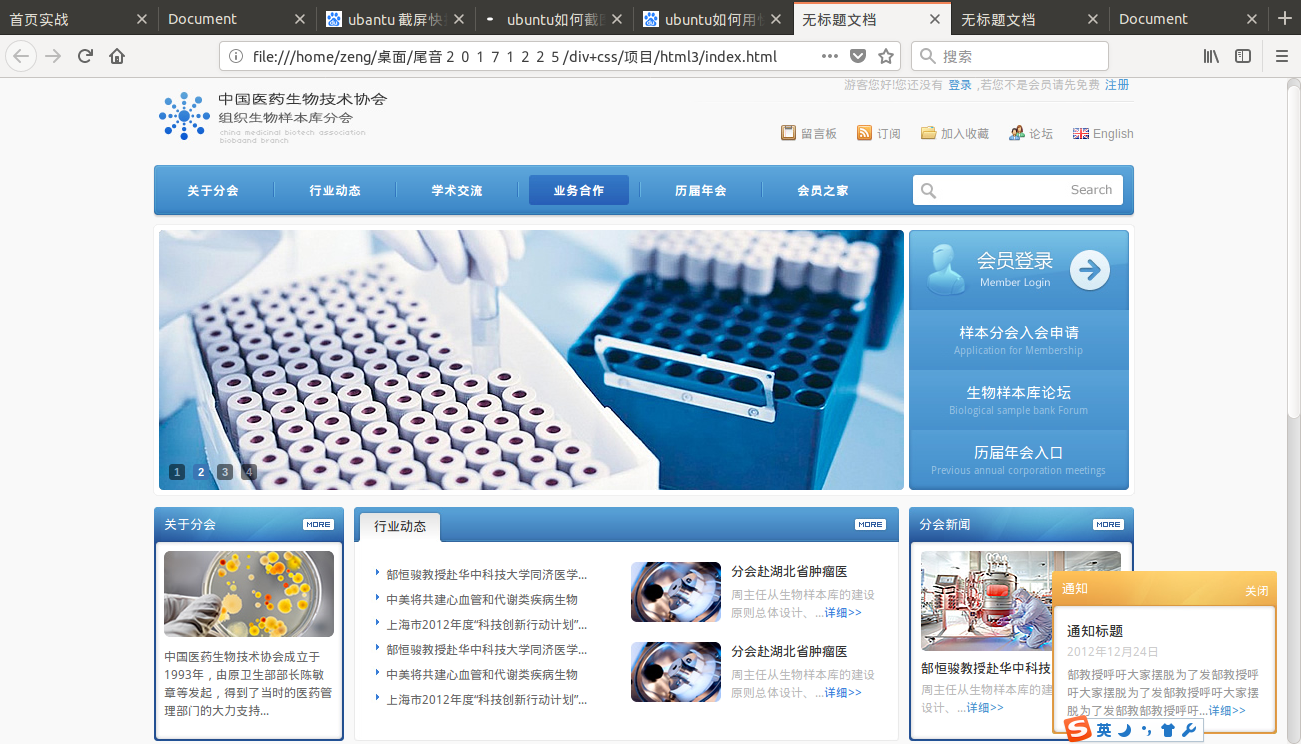 首页实战
Document
ubantu 截屏快
ubuntu如何截
ubuntu如何用
无标题文档
无标题文档
Document
file:///home/zeng/桌面/尾音２０１７１２２５/div+css/项目/html3/index.html
搜索
中国医药生物技术协会
组织生物样本库分会
china medicinal biotech association
biobaand branch
游客您好!您还没有 登录 ,若您不是会员请先免费 注册
留言板
订阅
加入收藏
论坛
English
关于分会
行业动态
学术交流
业务合作
历届年会
会员之家
Search
1 2 3 4
会员登录
Member Login
样本分会入会申请
Application for Membership
生物样本库论坛
Biological sample bank Forum
历届年会入口
Previous annual corporation meetings
关于分会
MORE
中国医药生物技术协会成立于
1993年，由原卫生部部长陈敏
章等发起，得到了当时的医药管
理部门的大力支持...
行业动态
MORE
郜恒骏教授赴华中科技大学同济医学...
中美将共建心血管和代谢类疾病生物
上海市2012年度“科技创新行动计划”...
郜恒骏教授赴华中科技大学同济医学...
中美将共建心血管和代谢类疾病生物
上海市2012年度“科技创新行动计划”...
分会赴湖北省肿瘤医
周主任从生物样本库的建设
原则总体设计、...详细>>
分会赴湖北省肿瘤医
周主任从生物样本库的建设
原则总体设计、...详细>>
分会新闻
MORE
郜恒骏教授赴华中科技
周主任从生物样本库的建
设计、...详细>>
通知
关闭
通知标题
2012年12月24日
郜教授呼吁大家摆脱为了发郜教授呼
吁大家摆脱为了发郜教授呼吁大家摆
脱为了发郜教郜教授呼吁...详细>>
英